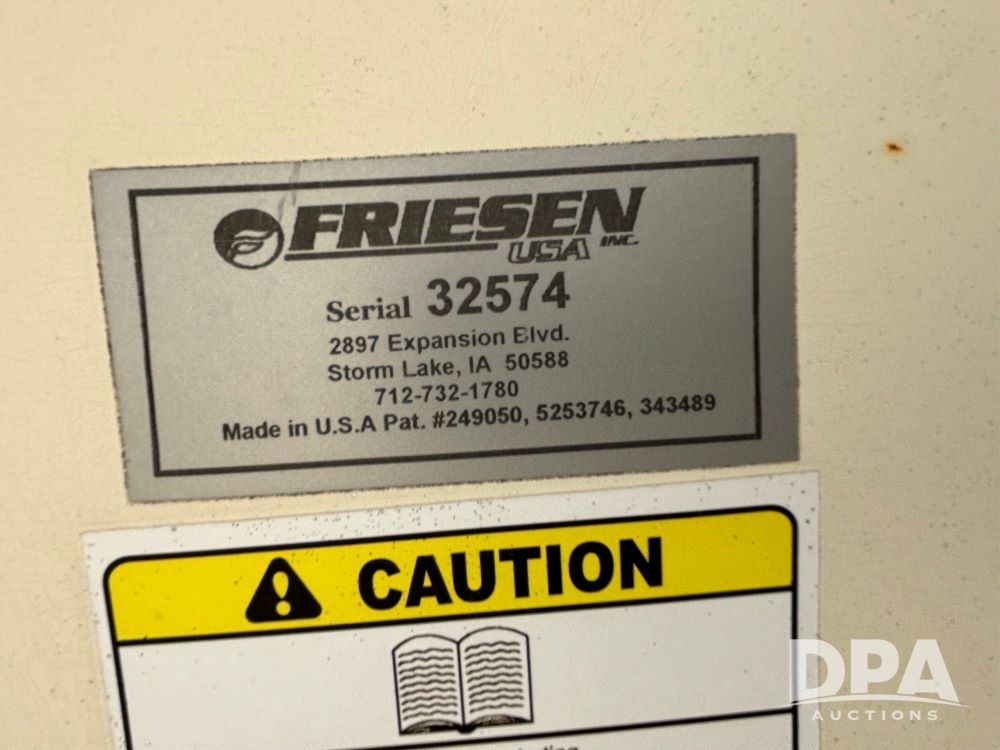 FRIESEN
USA INC.
Serial 32574
2897 Expansion Blvd.
Storm Lake, IA 50588
712-732-1780
Made in U.S.A Pat. #249050, 5253746, 343489
CAUTION
DPA
AUCTIONS